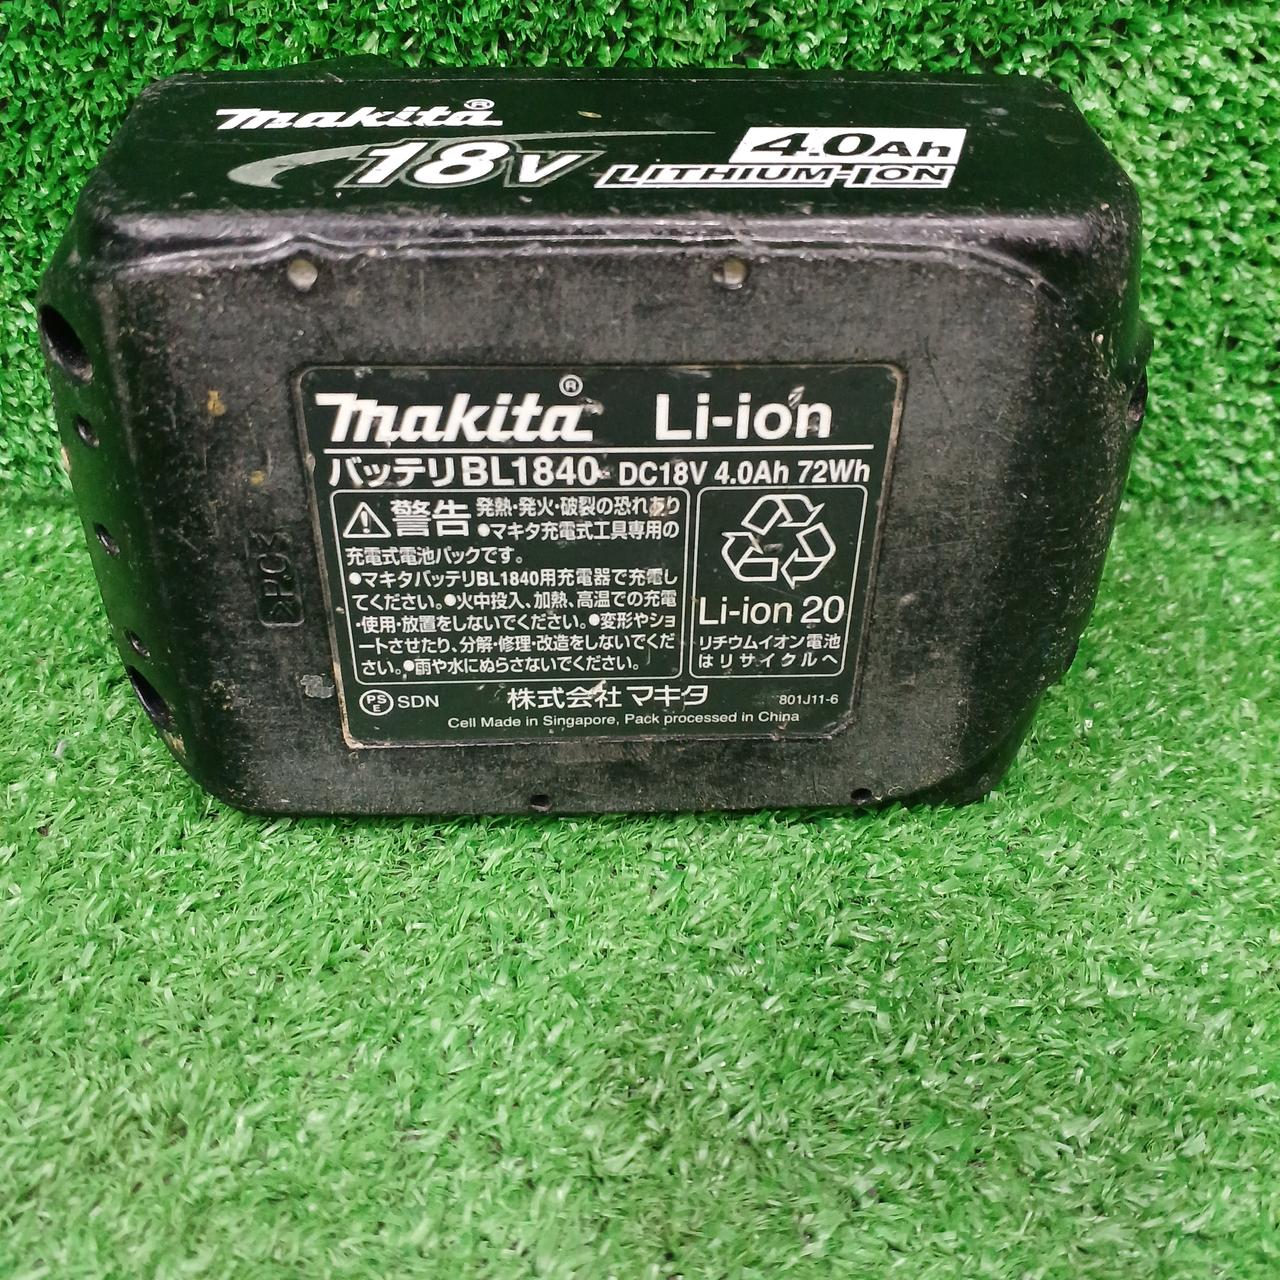 makita®
18V
4.0Ah
LITHIUM-ION
makita® Li-ion
バッテリBL1840 DC18V 4.0Ah 72Wh
警告 発熱・発火・破裂の恐れあり
●マキタ充電式工具専用の
充電式電池パックです。
●マキタバッテリBL1840用充電器で充電し
てください。●火中投入、加熱、高温での充電
・使用・放置をしないでください。●変形やショ
ートさせたり、分解・修理・改造をしないでくだ
さい。●雨や水にぬらさないでください。
Li-ion 20
リチウムイオン電池
はリサイクルへ
PSE SDN 株式会社マキタ 801J11-6
Cell Made in Singapore, Pack processed in China